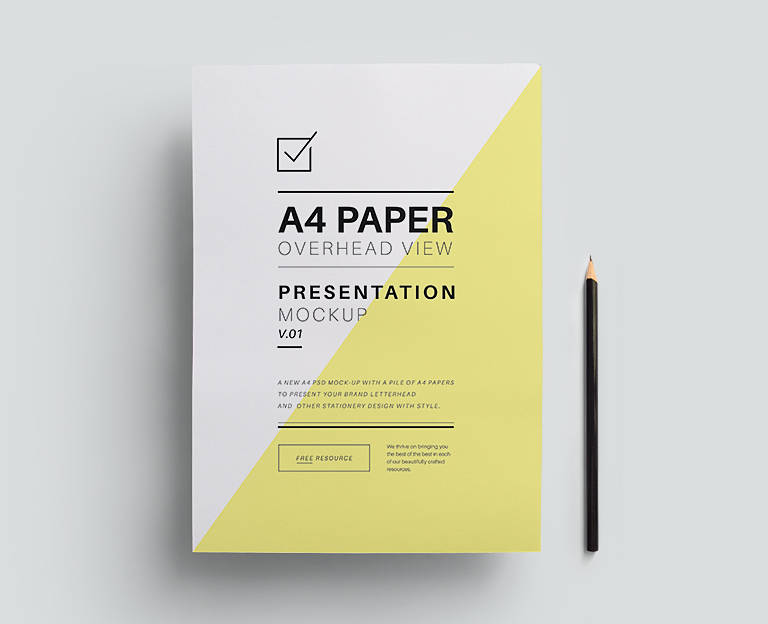 A4 PAPER
OVERHEAD VIEW
PRESENTATION
MOCKUP
V.01
A NEW A4 PSD MOCK-UP WITH A PILE OF A4 PAPERS
TO PRESENT YOUR BRAND LETTERHEAD
AND OTHER STATIONERY DESIGN WITH STYLE.
FREE RESOURCE
We thrive on bringing you
the best of the best in each
of our beautifully crafted
resources.